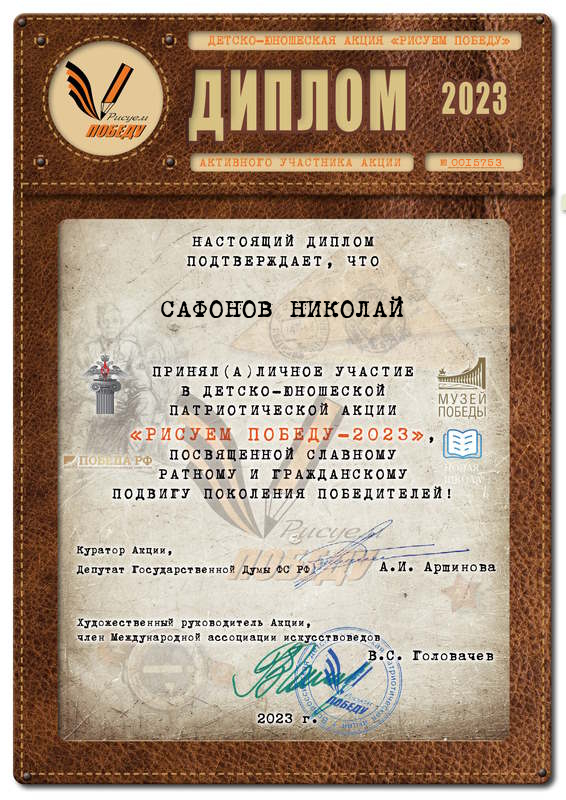 ДЕТСКО-ЮНОШЕСКАЯ АКЦИЯ «РИСУЕМ ПОБЕДУ»
Рисуем
ПОБЕДУ
ДИПЛОМ 2023
АКТИВНОГО УЧАСТНИКА АКЦИИ
№ 0015753
НАСТОЯЩИЙ ДИПЛОМ
ПОДТВЕРЖДАЕТ, ЧТО
САФОНОВ НИКОЛАЙ
ПРИНЯЛ(А)ЛИЧНОЕ УЧАСТИЕ
В ДЕТСКО-ЮНОШЕСКОЙ
ПАТРИОТИЧЕСКОЙ АКЦИИ
«РИСУЕМ ПОБЕДУ-2023»,
ПОСВЯЩЕННОЙ СЛАВНОМУ
РАТНОМУ И ГРАЖДАНСКОМУ
ПОДВИГУ ПОКОЛЕНИЯ ПОБЕДИТЕЛЕЙ!
МУЗЕЙ
ПОБЕДЫ
ПОБЕДА РФ
НОВАЯ
ШКОЛА
Рисуем
ПОБЕДУ
Куратор Акции,
Депутат Государственной Думы ФС РФ
А.И. Аршинова
Художественный руководитель Акции,
член Международной ассоциации искусствоведов
В.С. Головачев
ПОБЕДУ
2023 г.